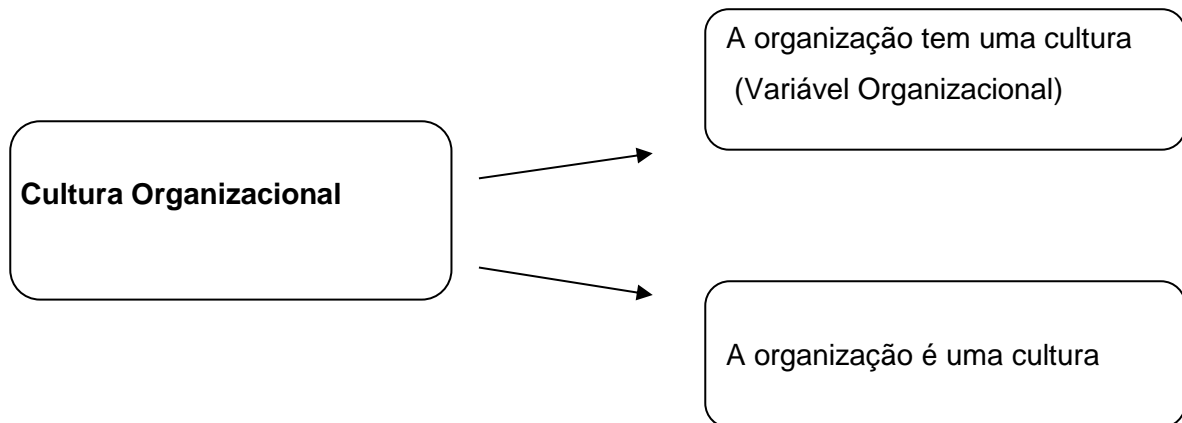 Cultura Organizacional
A organização tem uma cultura
(Variável Organizacional)
A organização é uma cultura